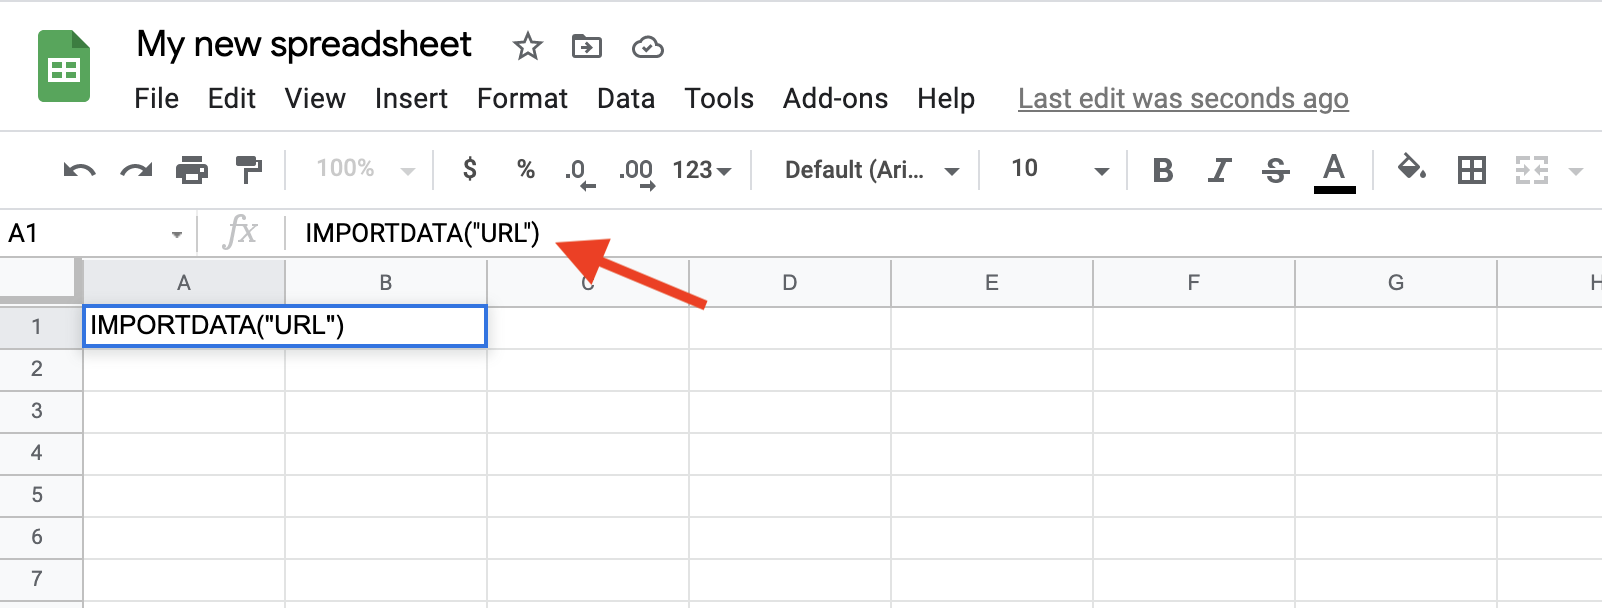 My new spreadsheet
File Edit View Insert Format Data Tools Add-ons Help Last edit was seconds ago
100% $ % .0 .00 123 Default (Ari... 10 B I S A
A1 fx IMPORTDATA("URL")
A B C D E F G H
1 IMPORTDATA("URL")
2
3
4
5
6
7